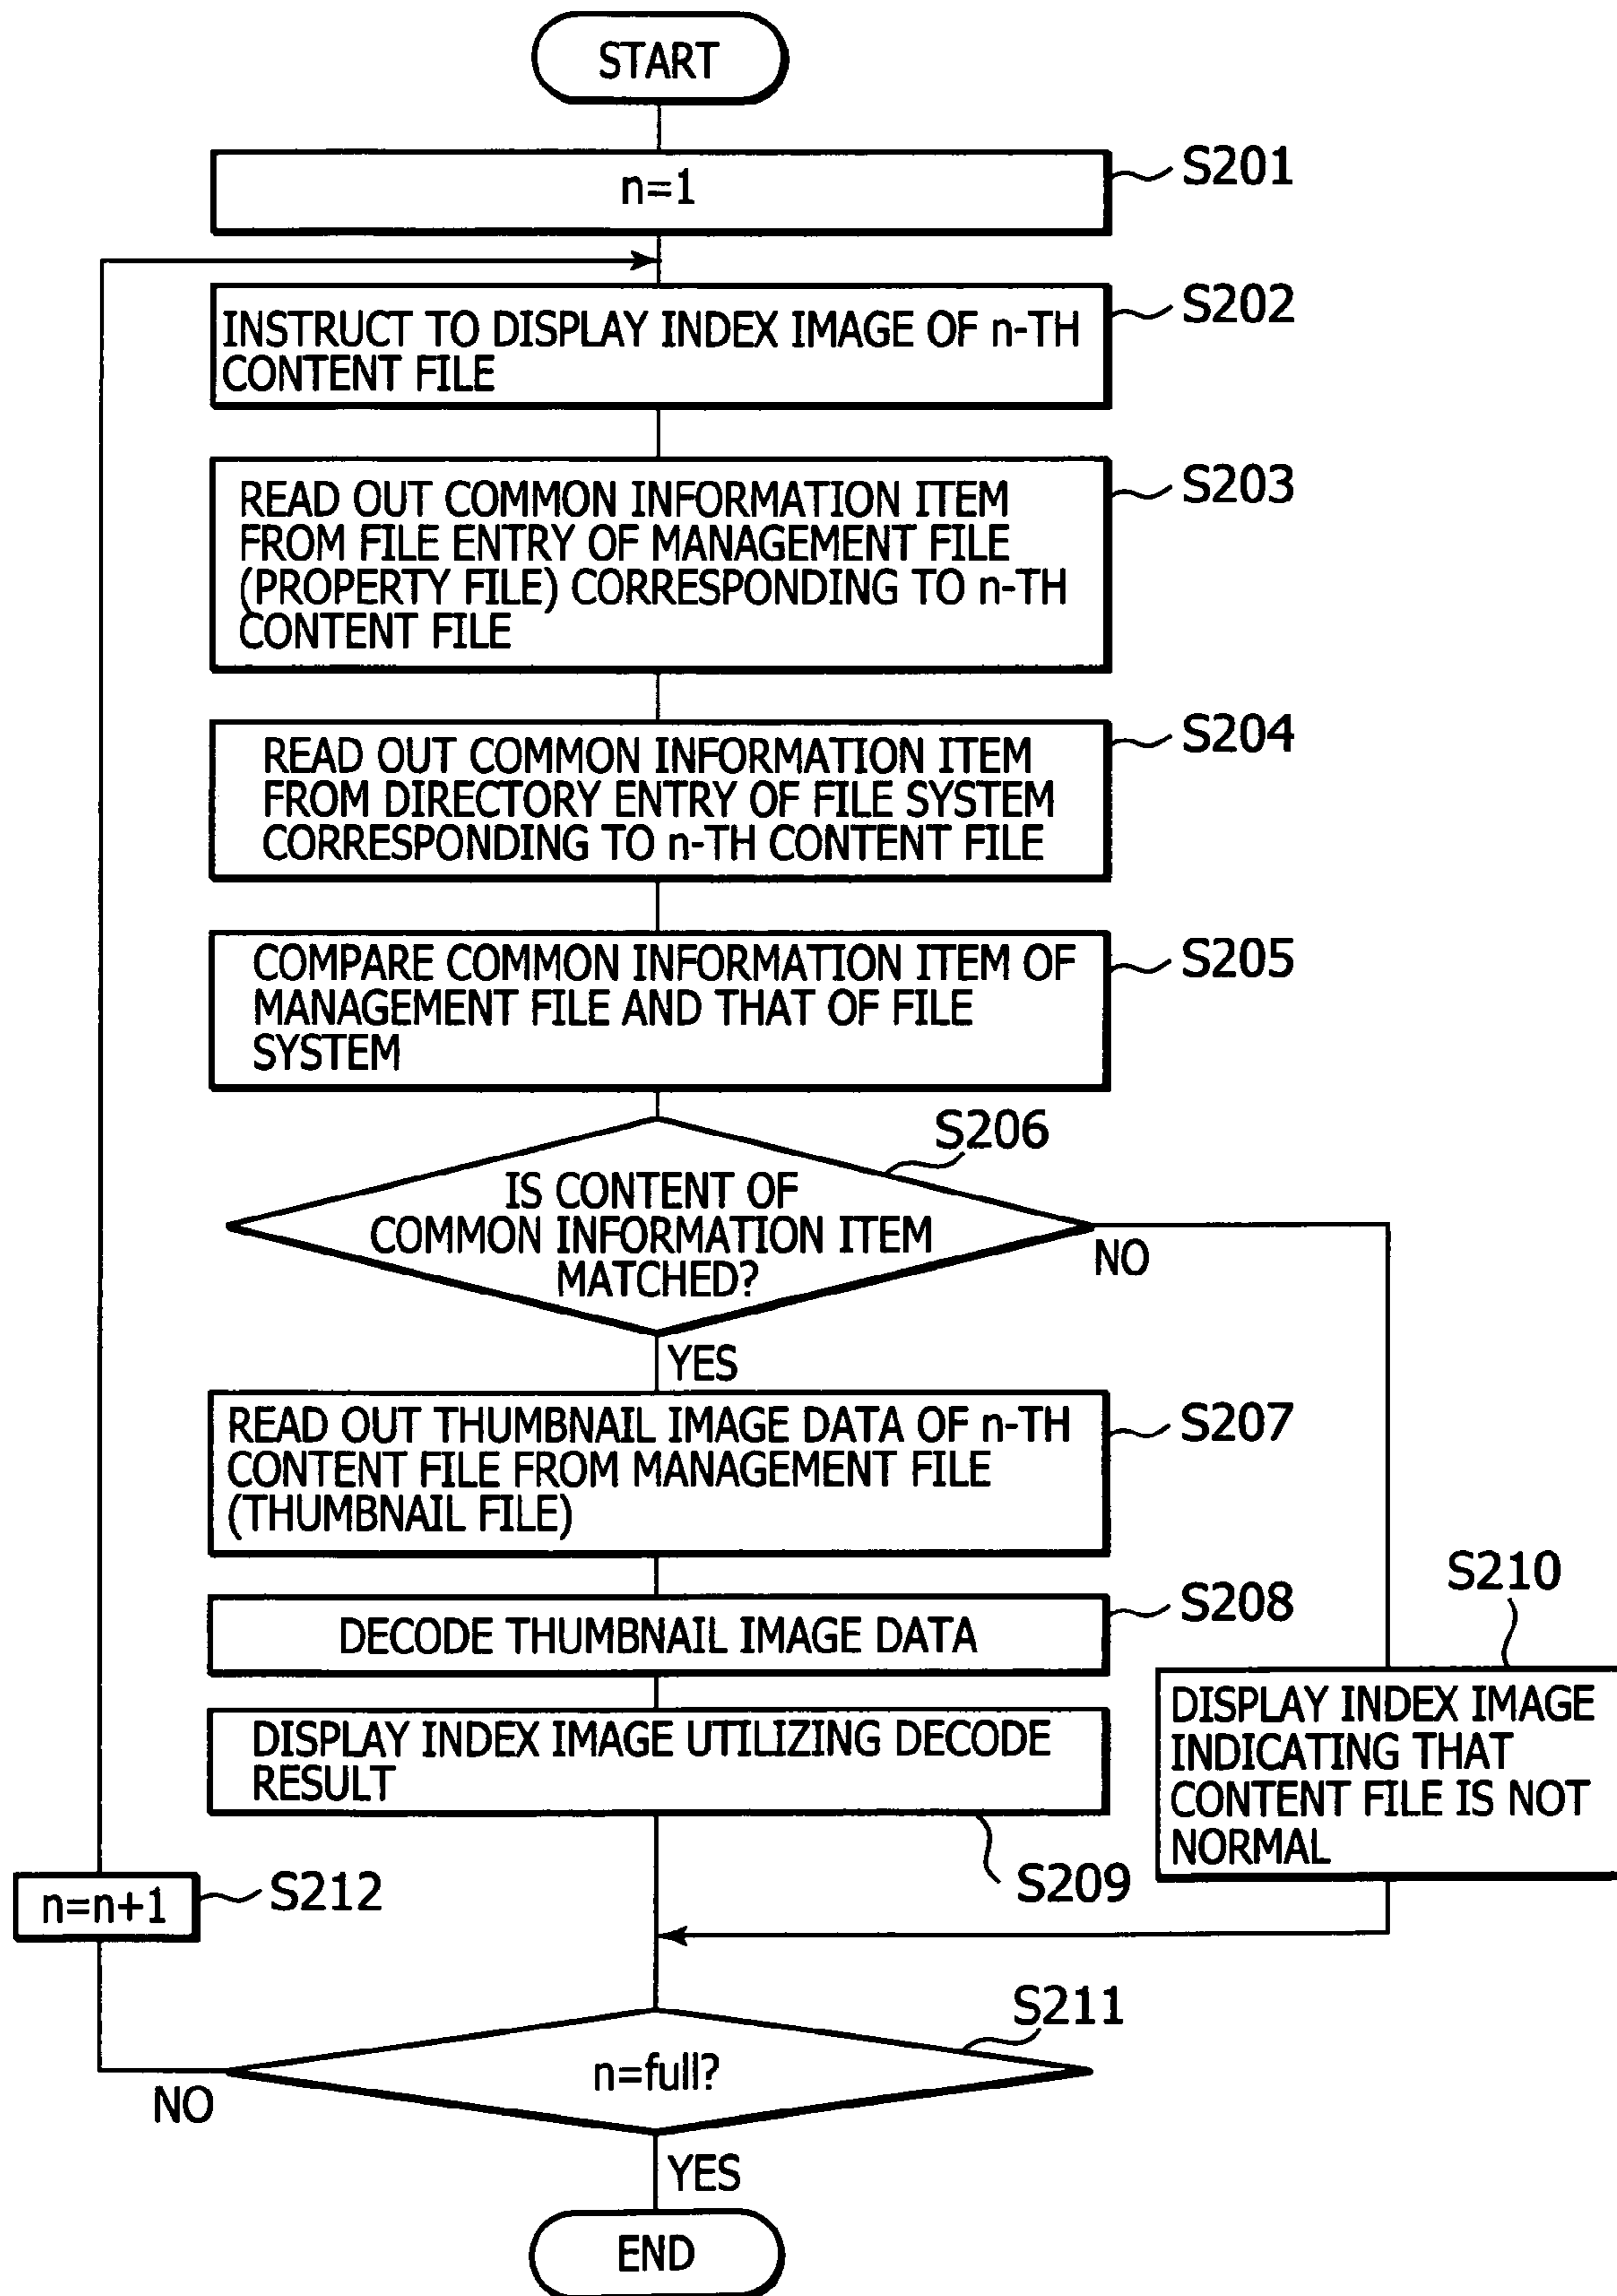 START
n=1
S201
INSTRUCT TO DISPLAY INDEX IMAGE OF n-TH
CONTENT FILE
S202
READ OUT COMMON INFORMATION ITEM
FROM FILE ENTRY OF MANAGEMENT FILE
(PROPERTY FILE) CORRESPONDING TO n-TH
CONTENT FILE
S203
READ OUT COMMON INFORMATION ITEM
FROM DIRECTORY ENTRY OF FILE SYSTEM
CORRESPONDING TO n-TH CONTENT FILE
S204
COMPARE COMMON INFORMATION ITEM OF
MANAGEMENT FILE AND THAT OF FILE
SYSTEM
S205
S206
IS CONTENT OF
COMMON INFORMATION ITEM
MATCHED?
NO
YES
READ OUT THUMBNAIL IMAGE DATA OF n-TH
CONTENT FILE FROM MANAGEMENT FILE
(THUMBNAIL FILE)
S207
DECODE THUMBNAIL IMAGE DATA
S208
DISPLAY INDEX IMAGE UTILIZING DECODE
RESULT
S209
S210
DISPLAY INDEX IMAGE
INDICATING THAT
CONTENT FILE IS NOT
NORMAL
n=n+1
S212
S211
n=full?
NO
YES
END